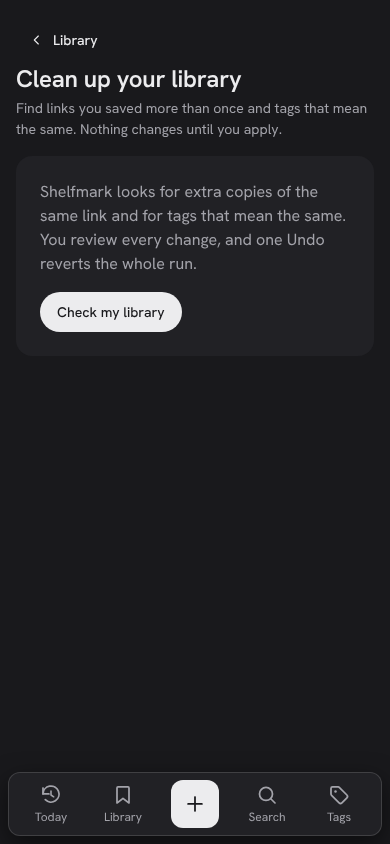 Library
Clean up your library
Find links you saved more than once and tags that mean
the same. Nothing changes until you apply.
Shelfmark looks for extra copies of the
same link and for tags that mean the same.
You review every change, and one Undo
reverts the whole run.
Check my library
Today
Library
Search
Tags